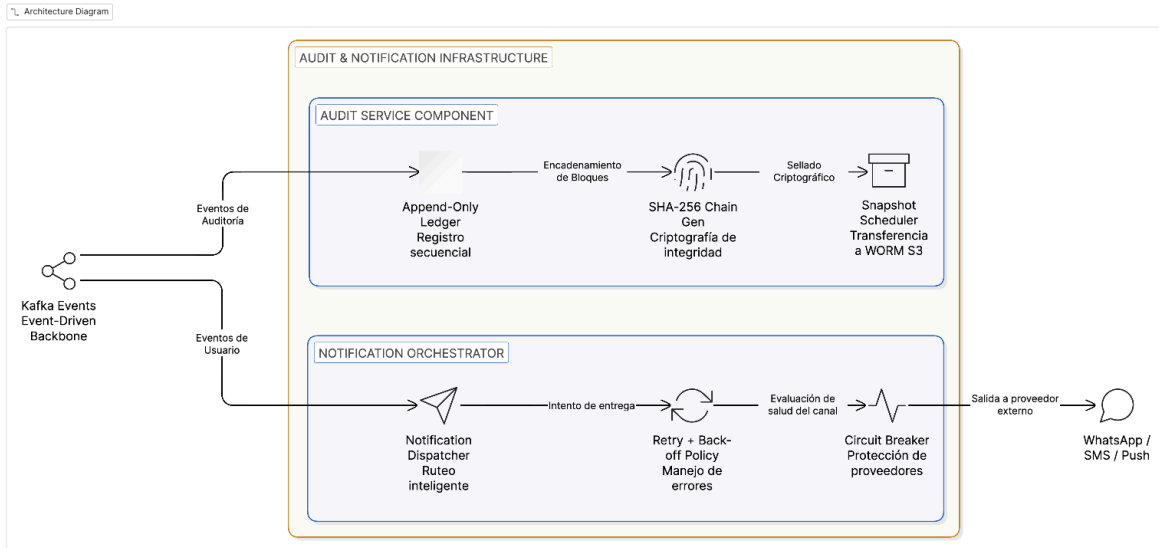 Architecture Diagram
AUDIT & NOTIFICATION INFRASTRUCTURE
AUDIT SERVICE COMPONENT
Eventos de
Auditoría
Append-Only
Ledger
Registro
secuencial
Encadenamiento
de Bloques
SHA-256 Chain
Gen
Criptografía de
integridad
Sellado
Criptográfico
Snapshot
Scheduler
Transferencia
a WORM S3
Kafka Events
Event-Driven
Backbone
Eventos de
Usuario
NOTIFICATION ORCHESTRATOR
Notification
Dispatcher
Ruteo
inteligente
Intento de entrega
Retry + Back-
off Policy
Manejo de
errores
Evaluación de
salud del canal
Circuit Breaker
Protección de
proveedores
Salida a proveedor
externo
WhatsApp /
SMS / Push